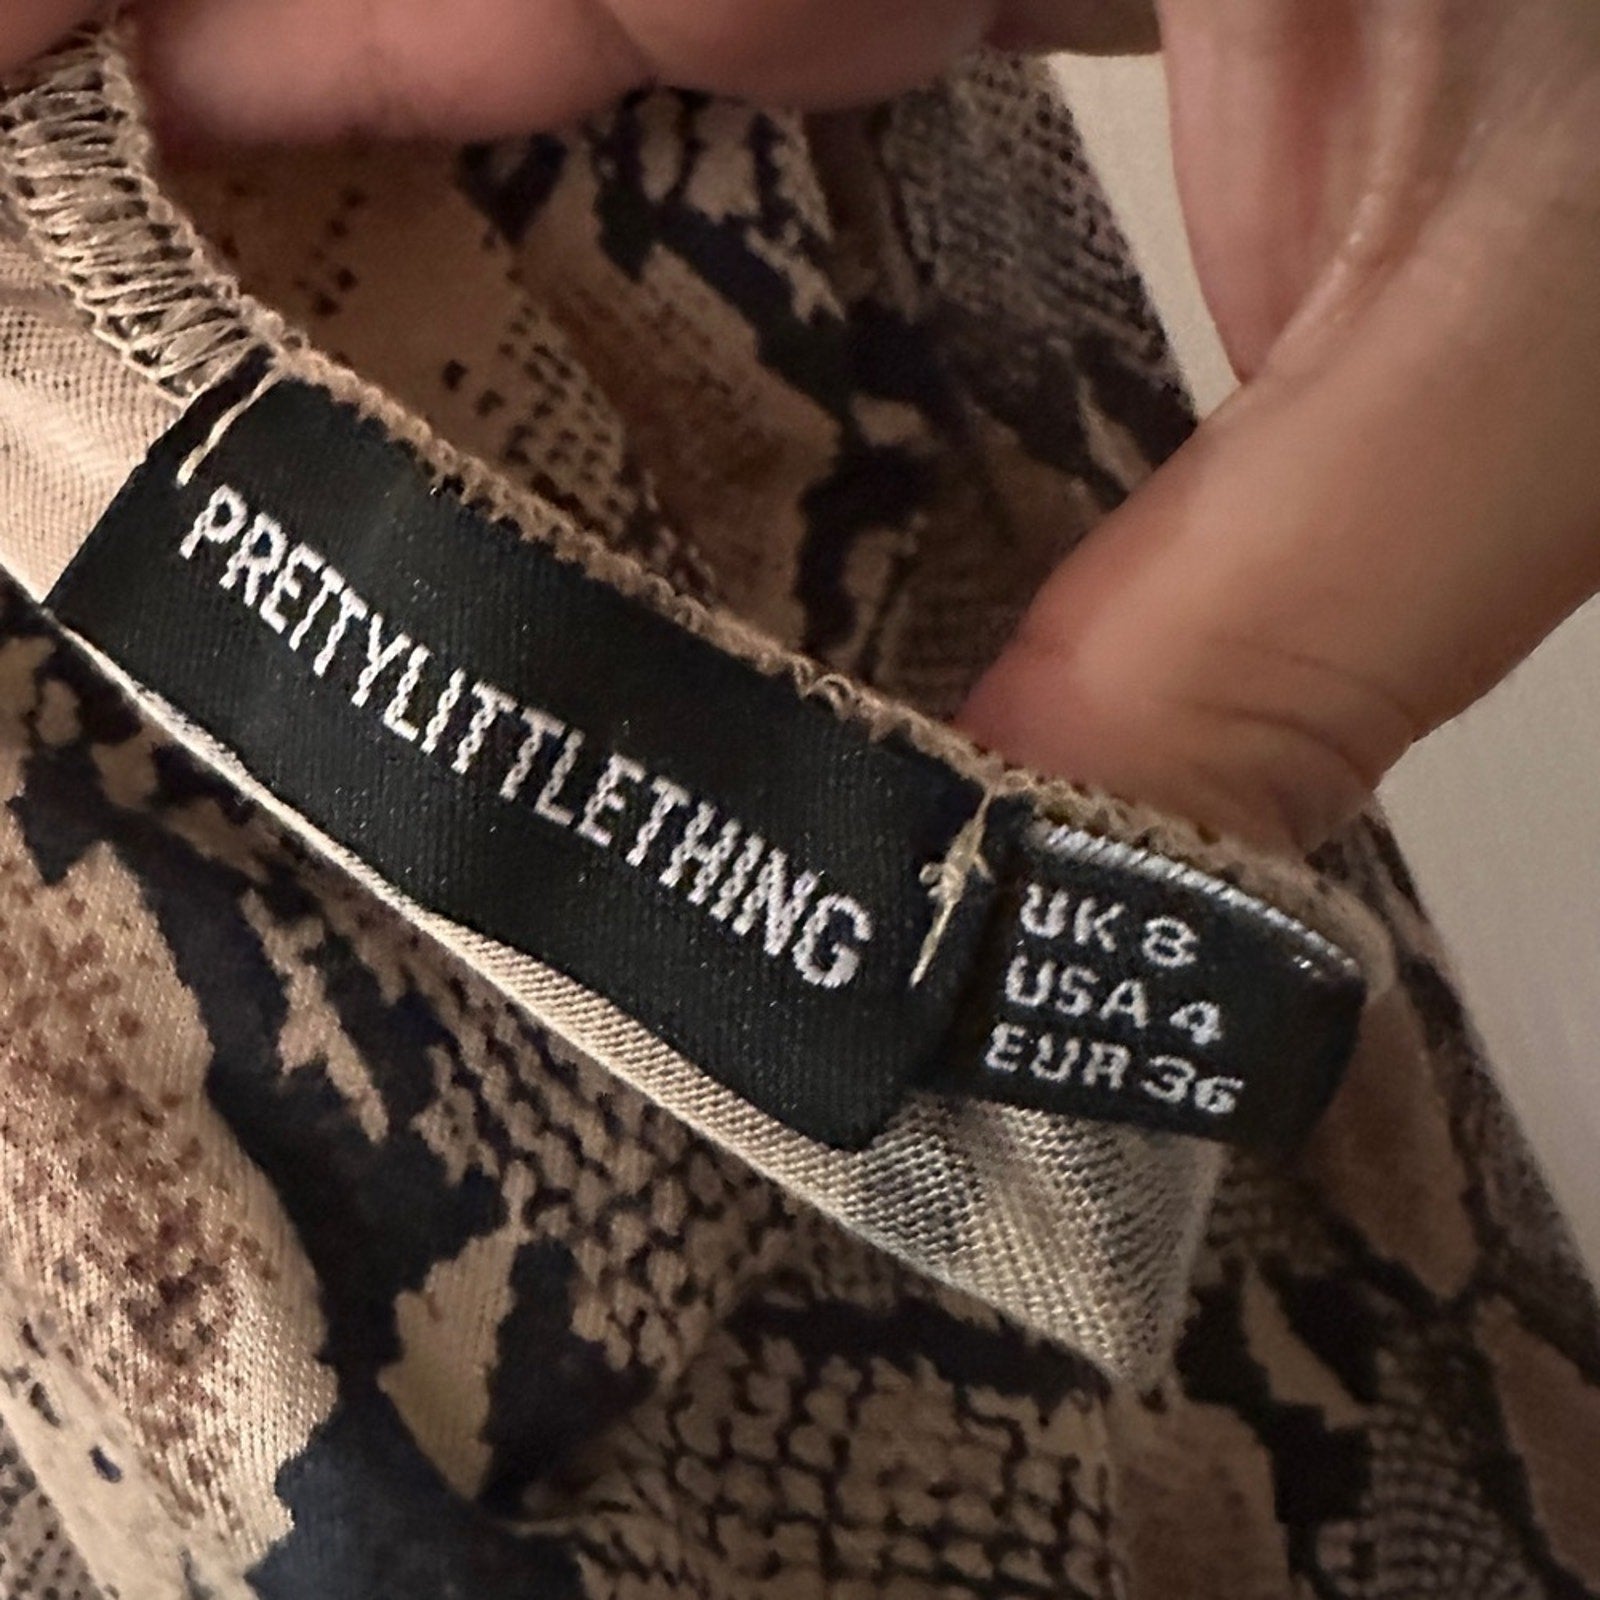 PRETTYLITTLETHING
UK 8
USA 4
EUR 36